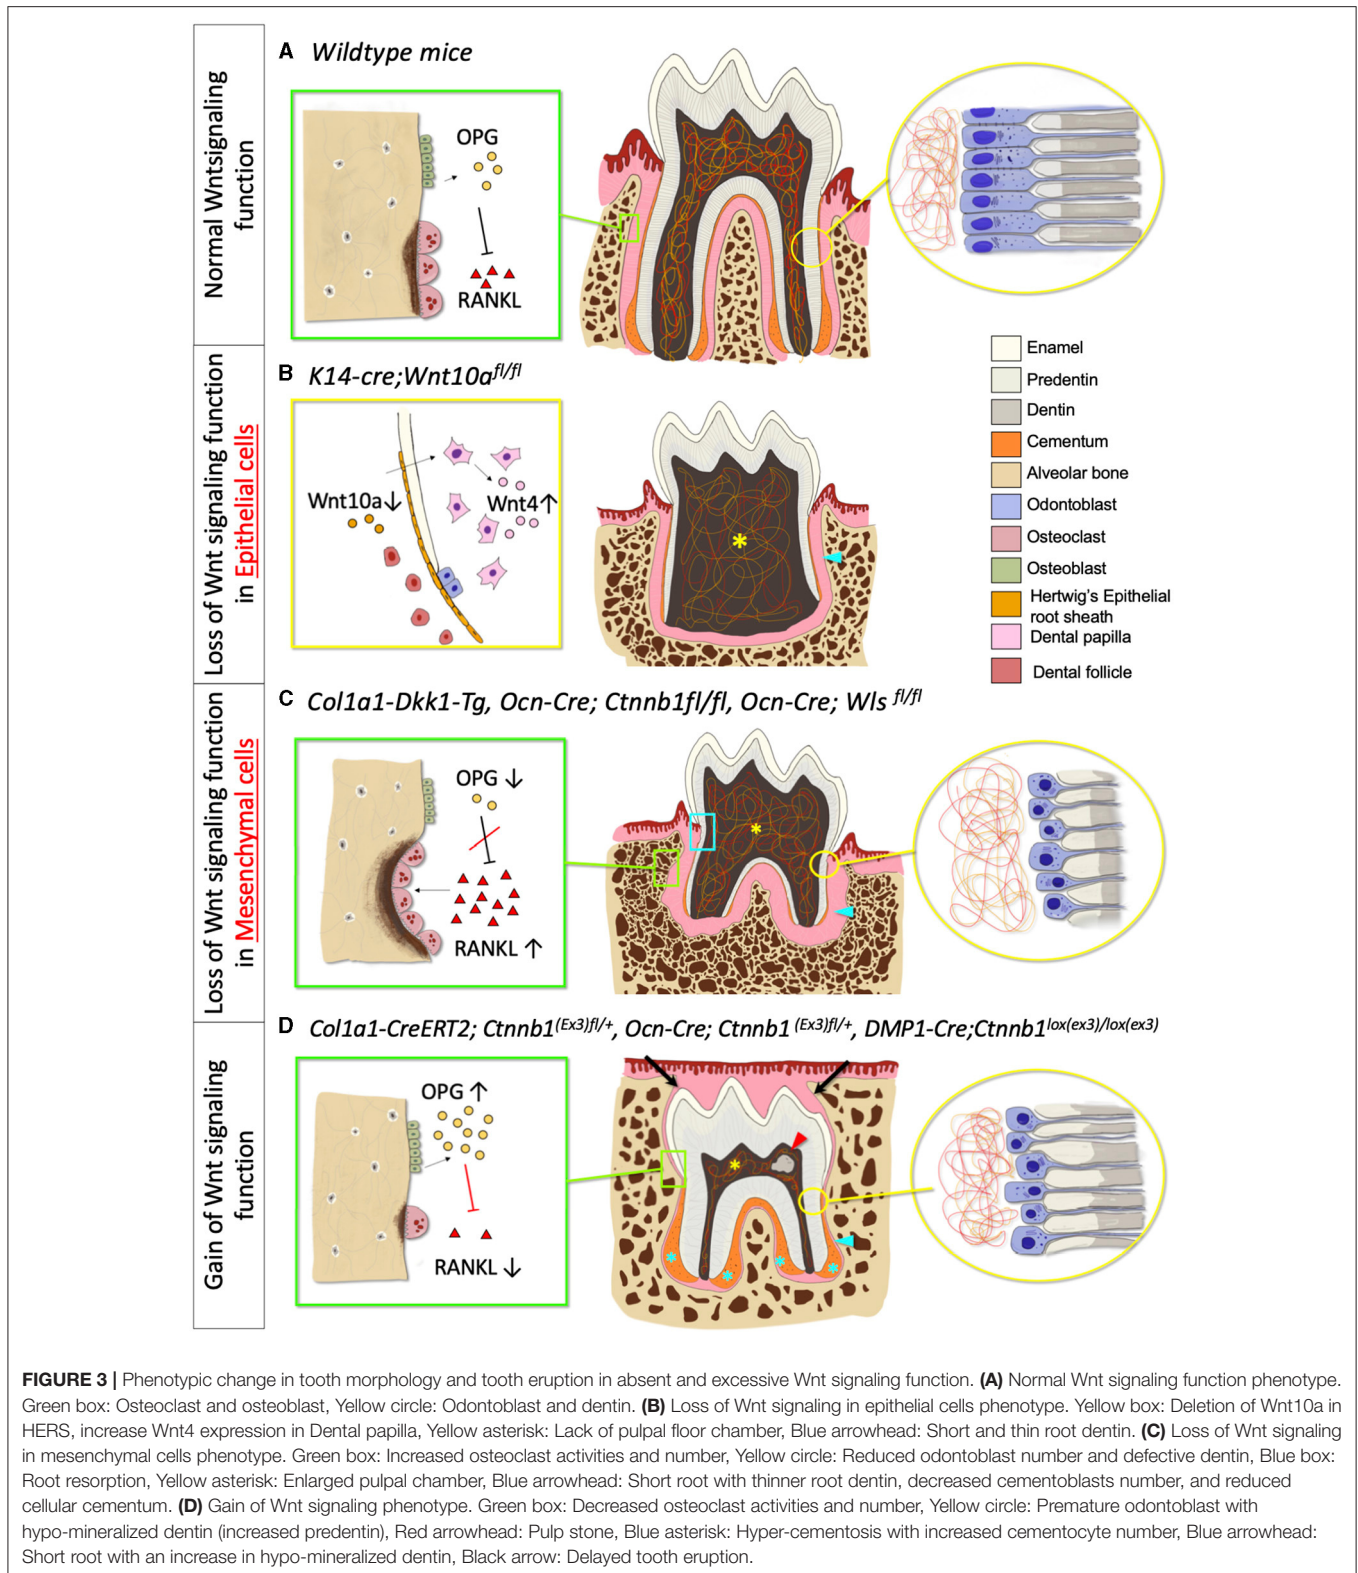 Normal Wntsignaling
function
A Wildtype mice
OPG
RANKL
Loss of Wnt signaling function
in Epithelial cells
B K14-cre;Wnt10a^fl/fl
Wnt10a↓
Wnt4↑
*
Enamel
Predentin
Dentin
Cementum
Alveolar bone
Odontoblast
Osteoclast
Osteoblast
Hertwig's Epithelial
root sheath
Dental papilla
Dental follicle
Loss of Wnt signaling function
in Mesenchymal cells
C Col1a1-Dkk1-Tg, Ocn-Cre; Ctnnb1fl/fl, Ocn-Cre; Wls ^fl/fl
OPG ↓
RANKL ↑
*
Gain of Wnt signaling
function
D Col1a1-CreERT2; Ctnnb1^(Ex3)fl/+, Ocn-Cre; Ctnnb1 ^(Ex3)fl/+, DMP1-Cre;Ctnnb1^lox(ex3)/lox(ex3)
OPG ↑
RANKL ↓
*
* * * *
FIGURE 3 | Phenotypic change in tooth morphology and tooth eruption in absent and excessive Wnt signaling function. (A) Normal Wnt signaling function phenotype.
Green box: Osteoclast and osteoblast, Yellow circle: Odontoblast and dentin. (B) Loss of Wnt signaling in epithelial cells phenotype. Yellow box: Deletion of Wnt10a in
HERS, increase Wnt4 expression in Dental papilla, Yellow asterisk: Lack of pulpal floor chamber, Blue arrowhead: Short and thin root dentin. (C) Loss of Wnt signaling
in mesenchymal cells phenotype. Green box: Increased osteoclast activities and number, Yellow circle: Reduced odontoblast number and defective dentin, Blue box:
Root resorption, Yellow asterisk: Enlarged pulpal chamber, Blue arrowhead: Short root with thinner root dentin, decreased cementoblasts number, and reduced
cellular cementum. (D) Gain of Wnt signaling phenotype. Green box: Decreased osteoclast activities and number, Yellow circle: Premature odontoblast with
hypo-mineralized dentin (increased predentin), Red arrowhead: Pulp stone, Blue asterisk: Hyper-cementosis with increased cementocyte number, Blue arrowhead:
Short root with an increase in hypo-mineralized dentin, Black arrow: Delayed tooth eruption.